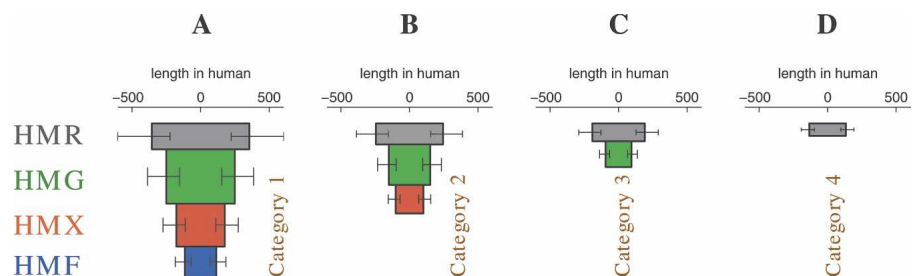 A B C D
length in human length in human length in human length in human
−500 0 500 −500 0 500 −500 0 500 −500 0 500
HMR
HMG
HMX
HMF
Category 1
Category 2
Category 3
Category 4